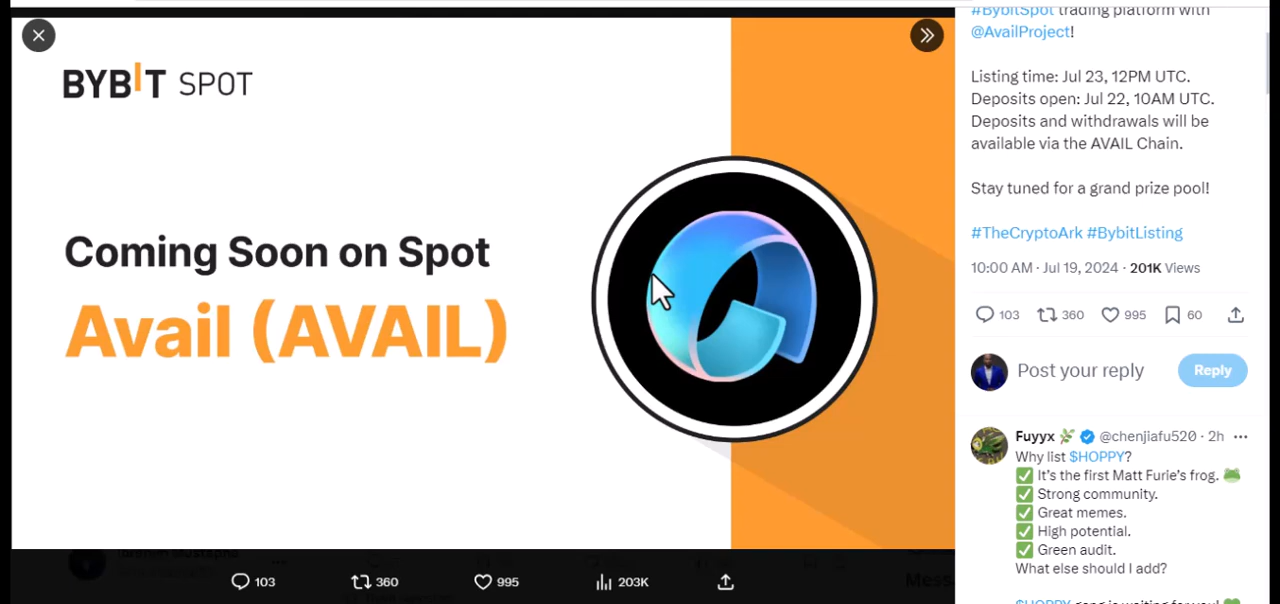 BYBIT SPOT
Coming Soon on Spot
Avail (AVAIL)
103
360
995
203K
#BybitSpot trading platform with
@AvailProject!
Listing time: Jul 23, 12PM UTC.
Deposits open: Jul 22, 10AM UTC.
Deposits and withdrawals will be
available via the AVAIL Chain.
Stay tuned for a grand prize pool!
#TheCryptoArk #BybitListing
10:00 AM · Jul 19, 2024 · 201K Views
103 360 995 60
Post your reply Reply
Fuyyx @chenjiafu520 · 2h
Why list $HOPPY?
It's the first Matt Furie's frog.
Strong community.
Great memes.
High potential.
Green audit.
What else should I add?